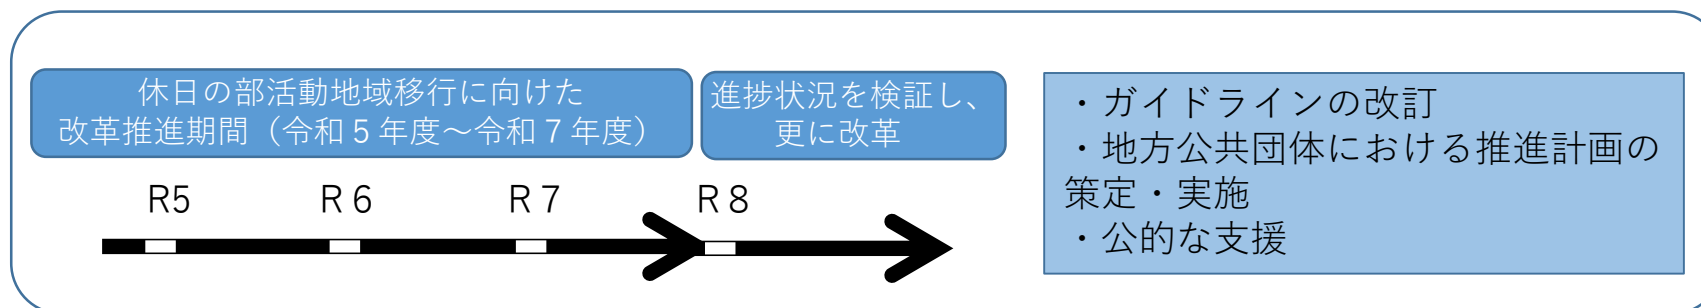 休日の部活動地域移行に向けた
改革推進期間（令和５年度～令和７年度）
進捗状況を検証し、
更に改革
R5
R６
R７
R８
・ガイドラインの改訂
・地方公共団体における推進計画の
策定・実施
・公的な支援